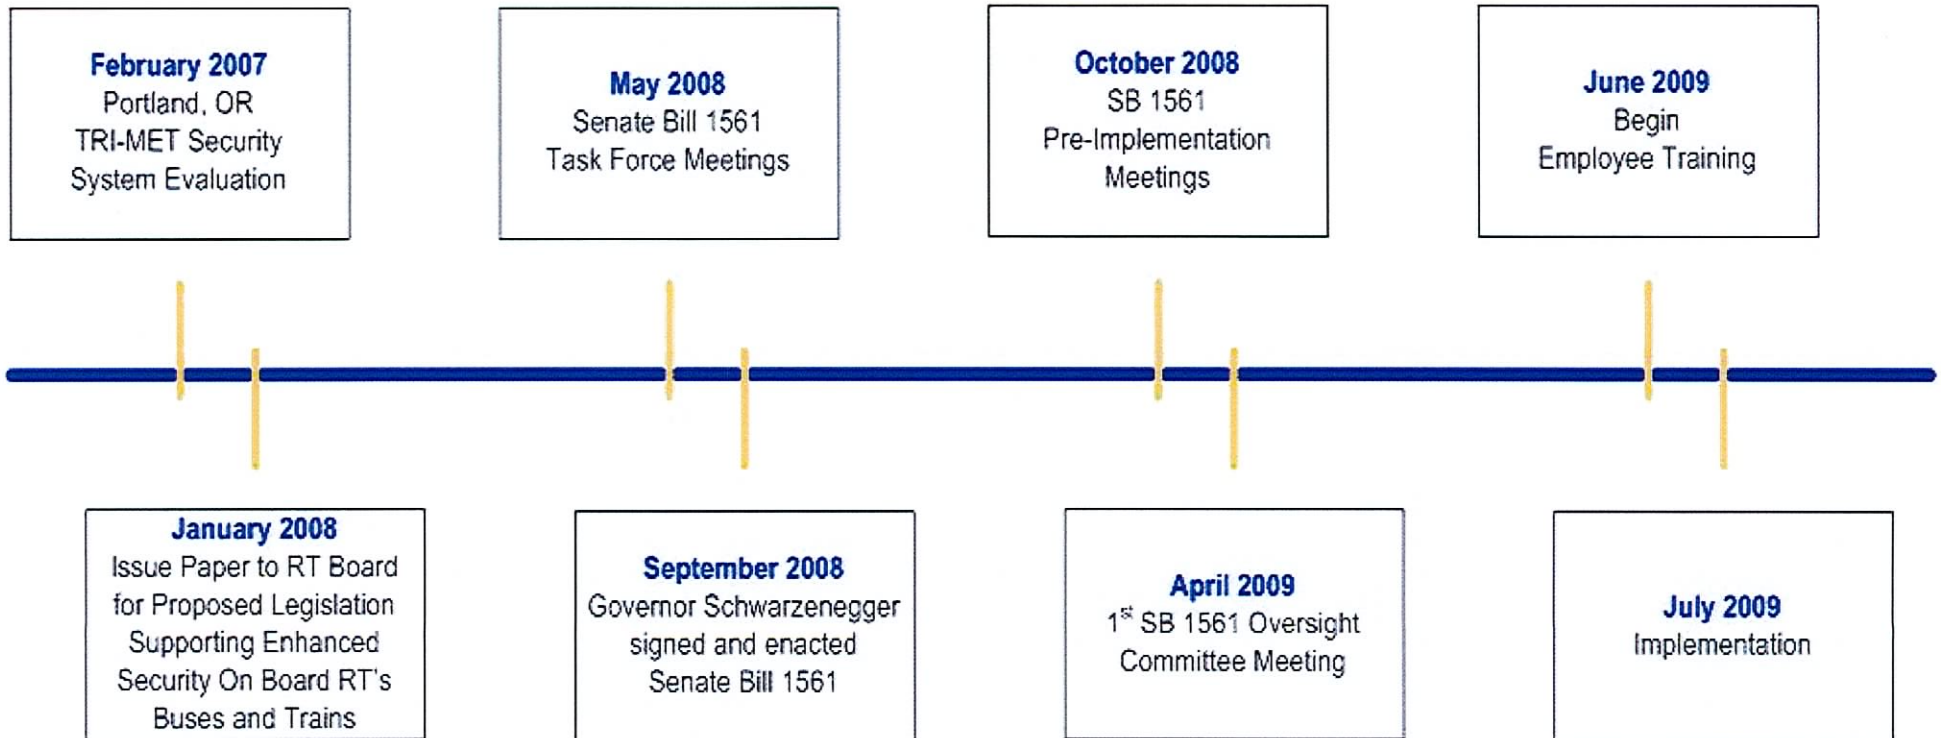 February 2007
Portland, OR
TRI-MET Security
System Evaluation
May 2008
Senate Bill 1561
Task Force Meetings
October 2008
SB 1561
Pre-Implementation
Meetings
June 2009
Begin
Employee Training
January 2008
Issue Paper to RT Board
for Proposed Legislation
Supporting Enhanced
Security On Board RT's
Buses and Trains
September 2008
Governor Schwarzenegger
signed and enacted
Senate Bill 1561
April 2009
1st SB 1561 Oversight
Committee Meeting
July 2009
Implementation